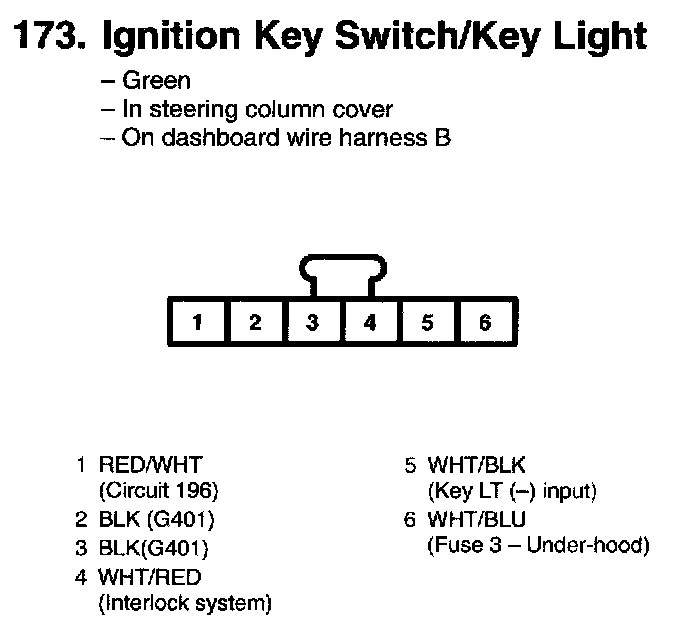 173. Ignition Key Switch/Key Light
– Green
– In steering column cover
– On dashboard wire harness B
1 2 3 4 5 6
1 RED/WHT
(Circuit 196)
2 BLK (G401)
3 BLK(G401)
4 WHT/RED
(Interlock system)
5 WHT/BLK
(Key LT (–) input)
6 WHT/BLU
(Fuse 3 – Under-hood)